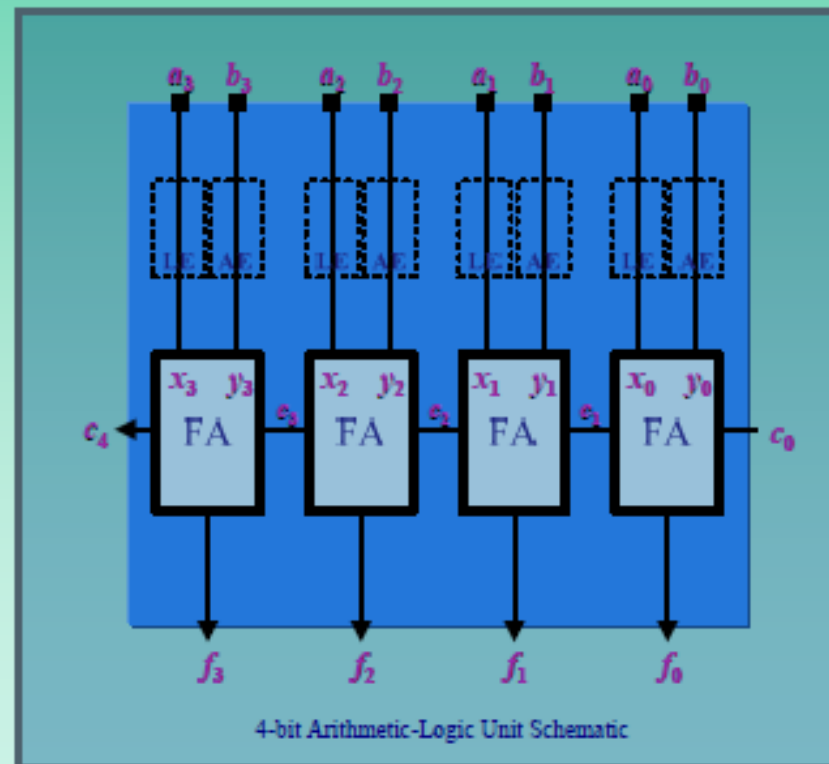 a₃ b₃ a₂ b₂ a₁ b₁ a₀ b₀
LE AE LE AE LE AE LE AE
x₃ y₃ x₂ y₂ x₁ y₁ x₀ y₀
c₄ FA c₃ FA c₂ FA c₁ FA c₀
f₃ f₂ f₁ f₀
4-bit Arithmetic-Logic Unit Schematic